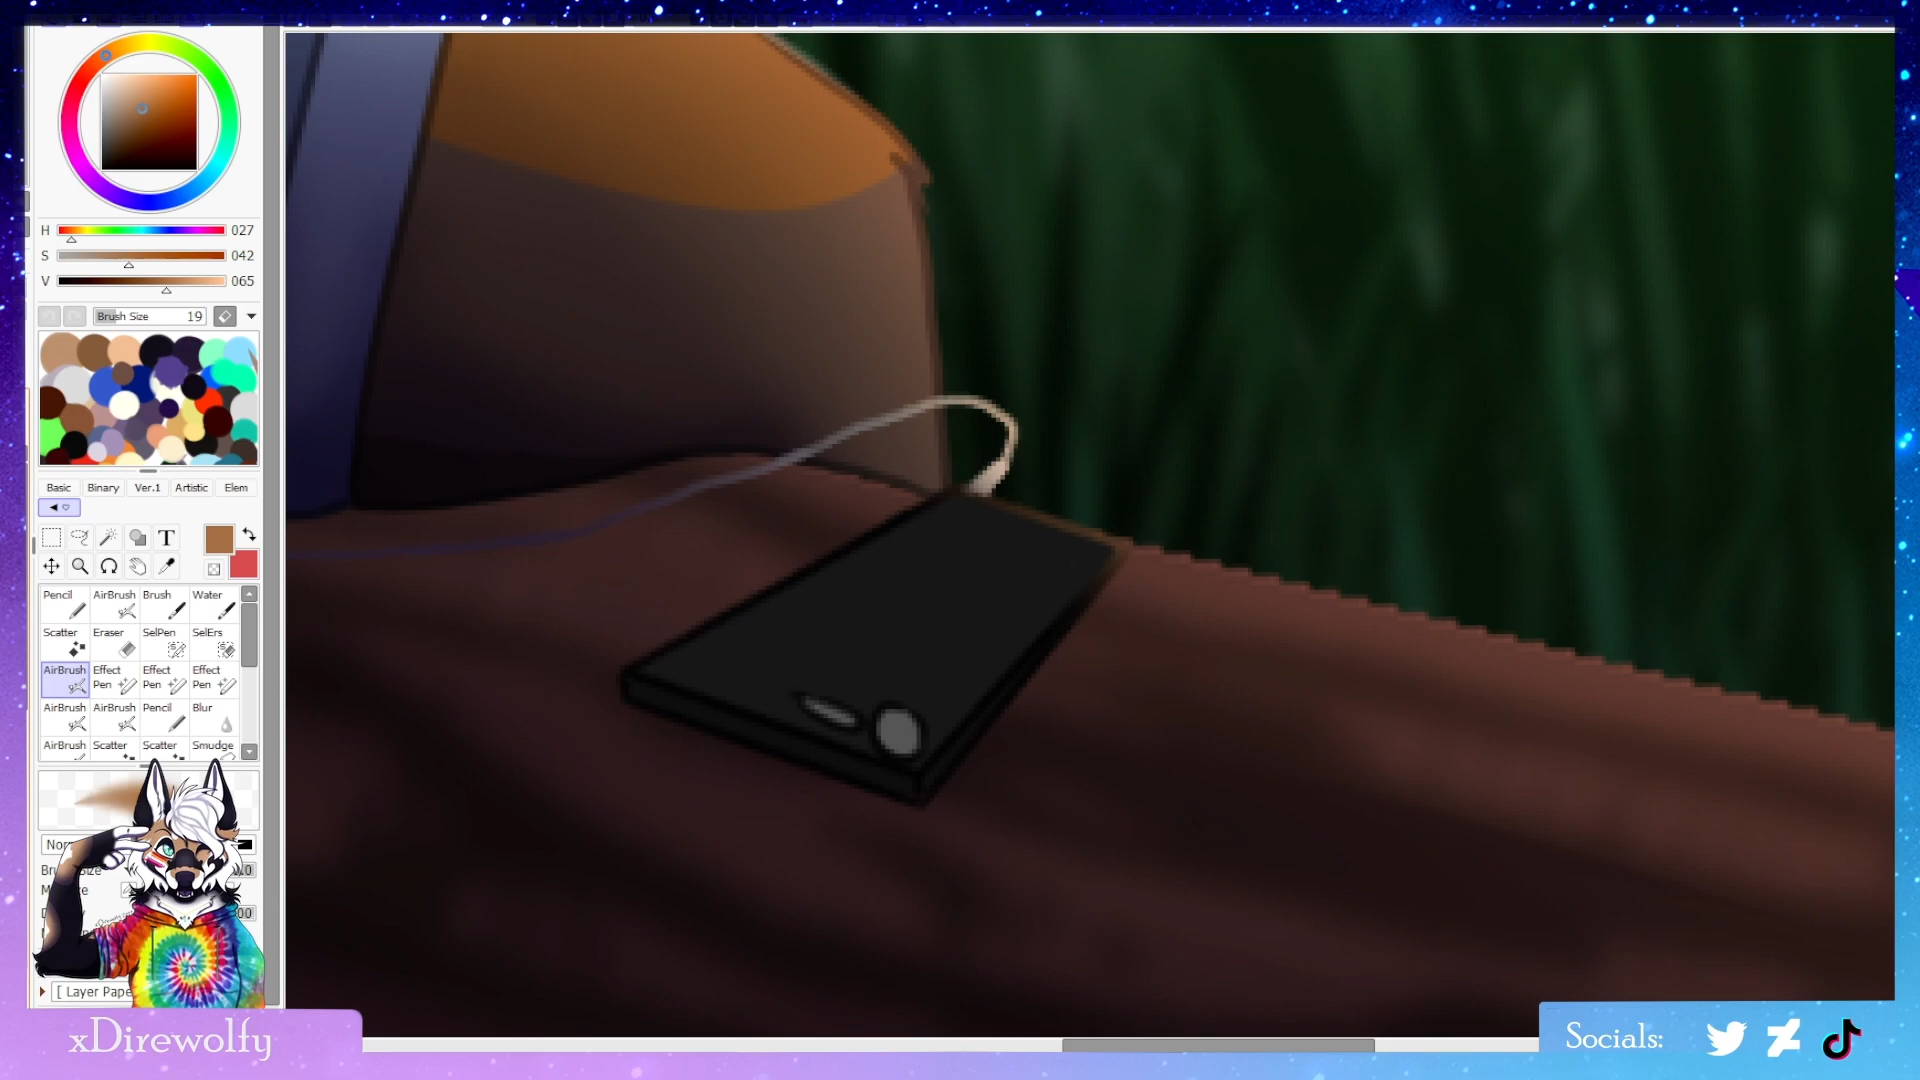 H 027
S 042
V 065
Brush Size 19
Basic Binary Ver.1 Artistic Elem
T
Pencil AirBrush Brush Water
Scatter Eraser SelPen SelErs
AirBrush Effect Pen Effect Pen Effect Pen
AirBrush AirBrush Pencil Blur
AirBrush Scatter Scatter Smudge
[ Layer Pape
xDirewolfy
Socials: